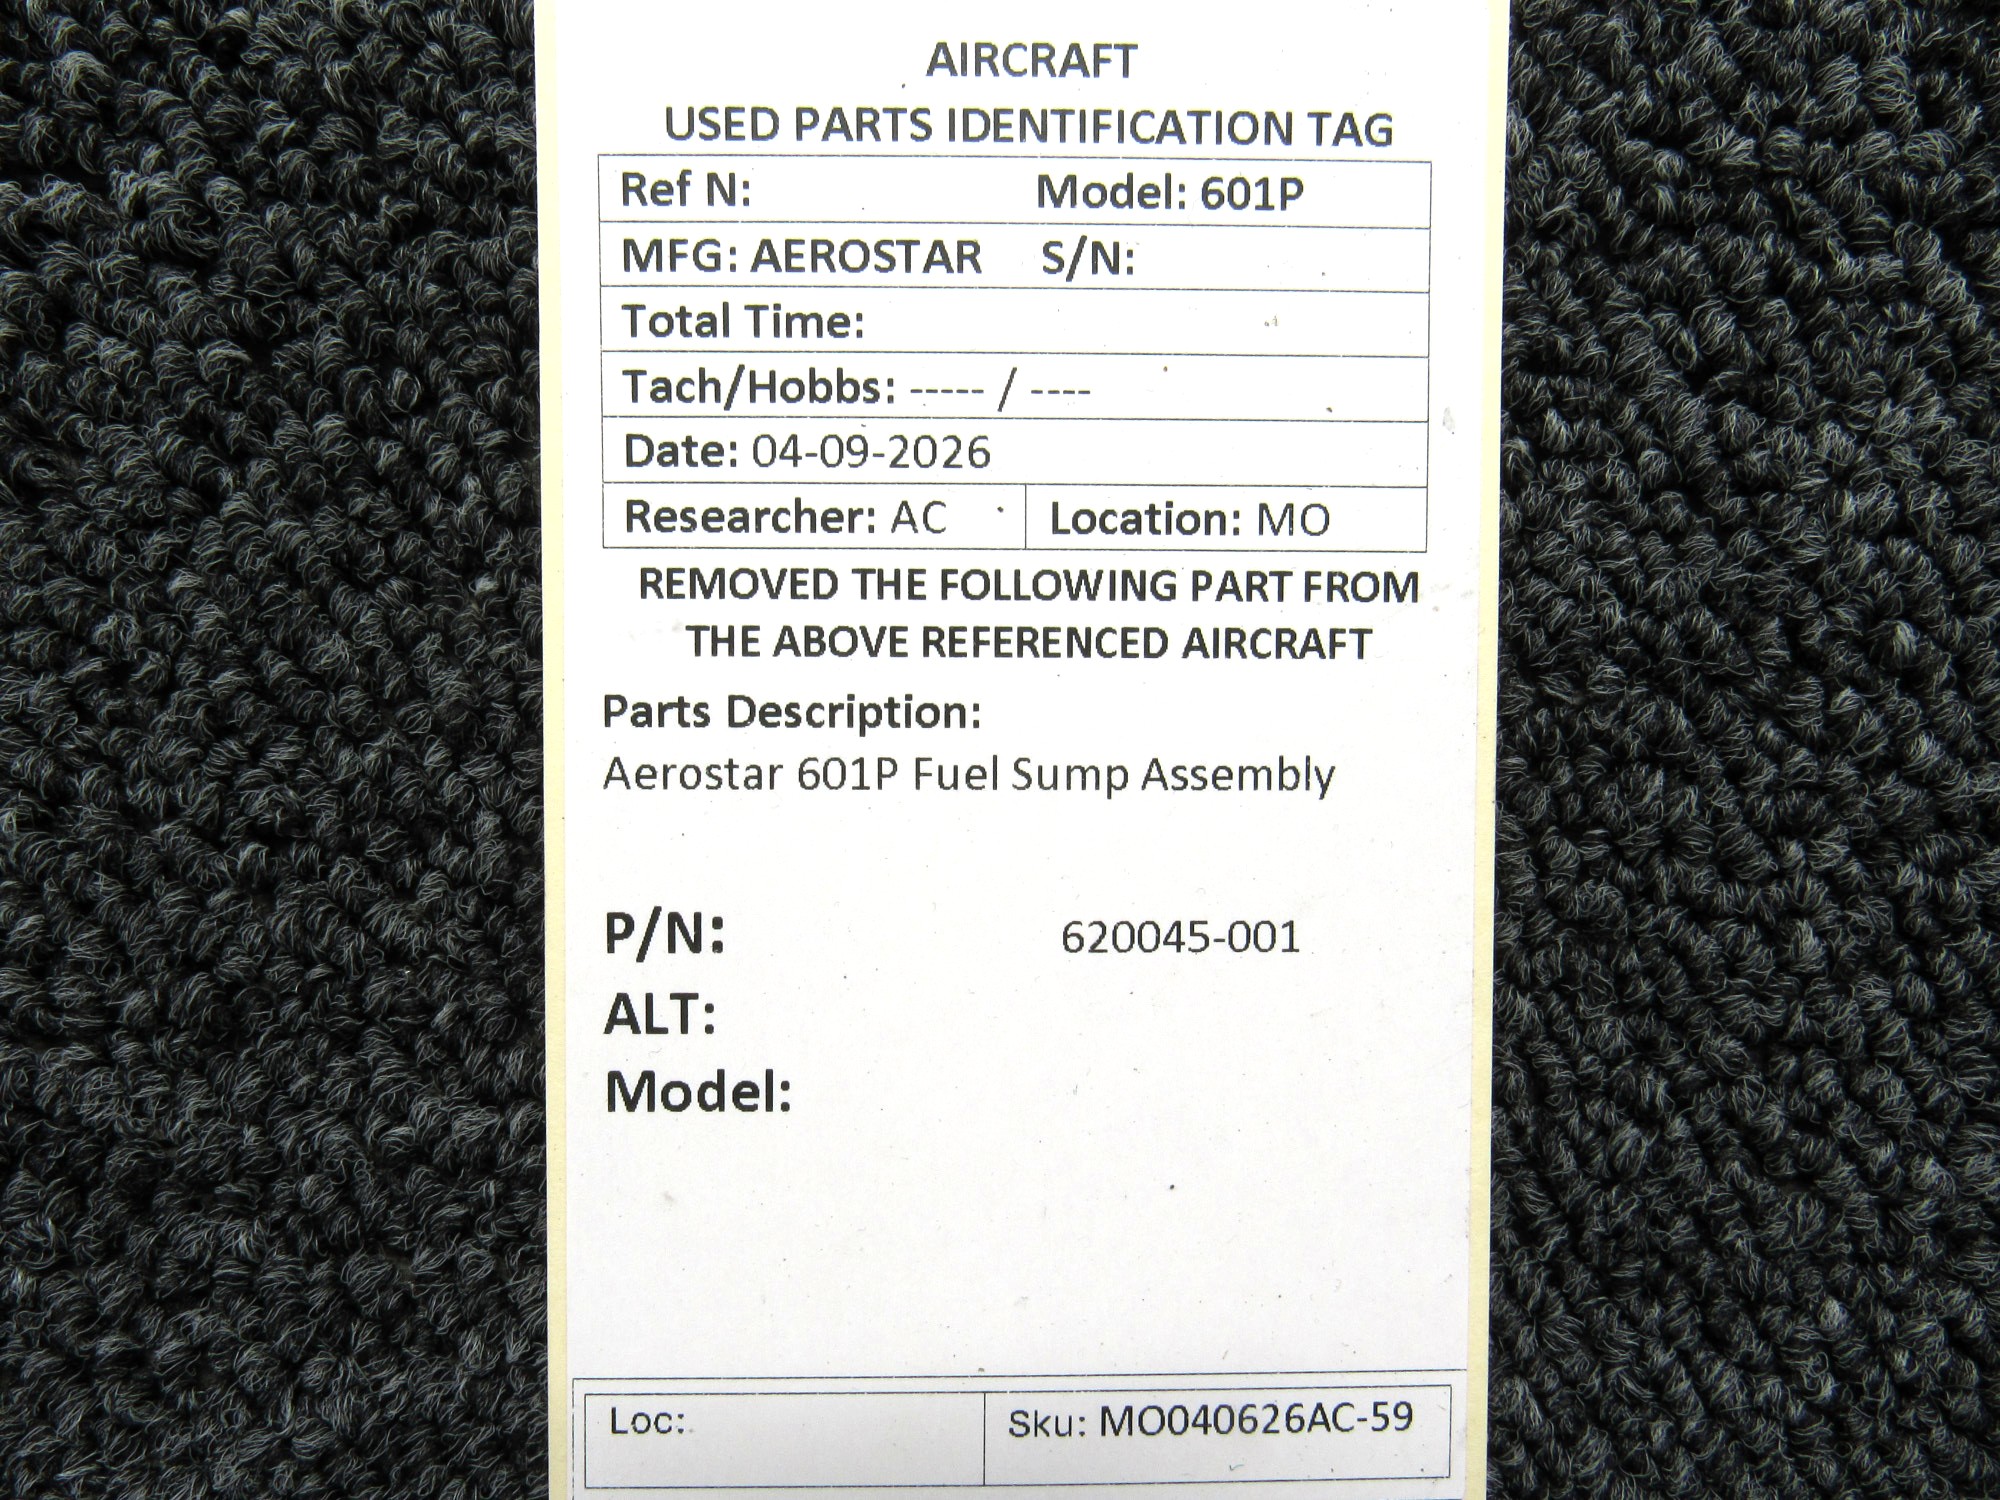 AIRCRAFT
USED PARTS IDENTIFICATION TAG
Ref N: Model: 601P
MFG: AEROSTAR S/N:
Total Time:
Tach/Hobbs: ----- / ----
Date: 04-09-2026
Researcher: AC Location: MO
REMOVED THE FOLLOWING PART FROM
THE ABOVE REFERENCED AIRCRAFT
Parts Description:
Aerostar 601P Fuel Sump Assembly
P/N: 620045-001
ALT:
Model:
Loc: Sku: MO040626AC-59